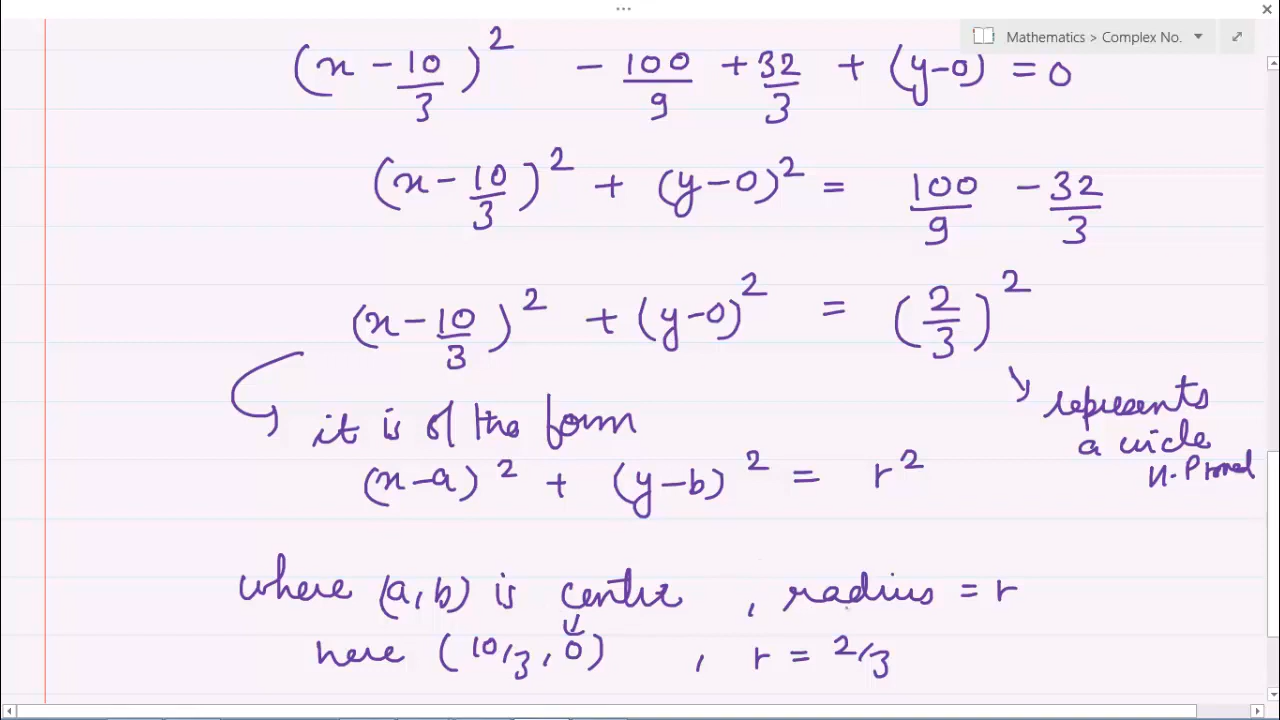 ...
Mathematics > Complex No.
(x - 10/3)² - 100/9 + 32/3 + (y-0) = 0
(x - 10/3)² + (y-0)² = 100/9 - 32/3
(x - 10/3)² + (y-0)² = (2/3)²
represents
a circle
H. Proved
it is of the form
(x-a)² + (y-b)² = r²
where (a,b) is centre , radius = r
here (10/3, 0) , r = 2/3